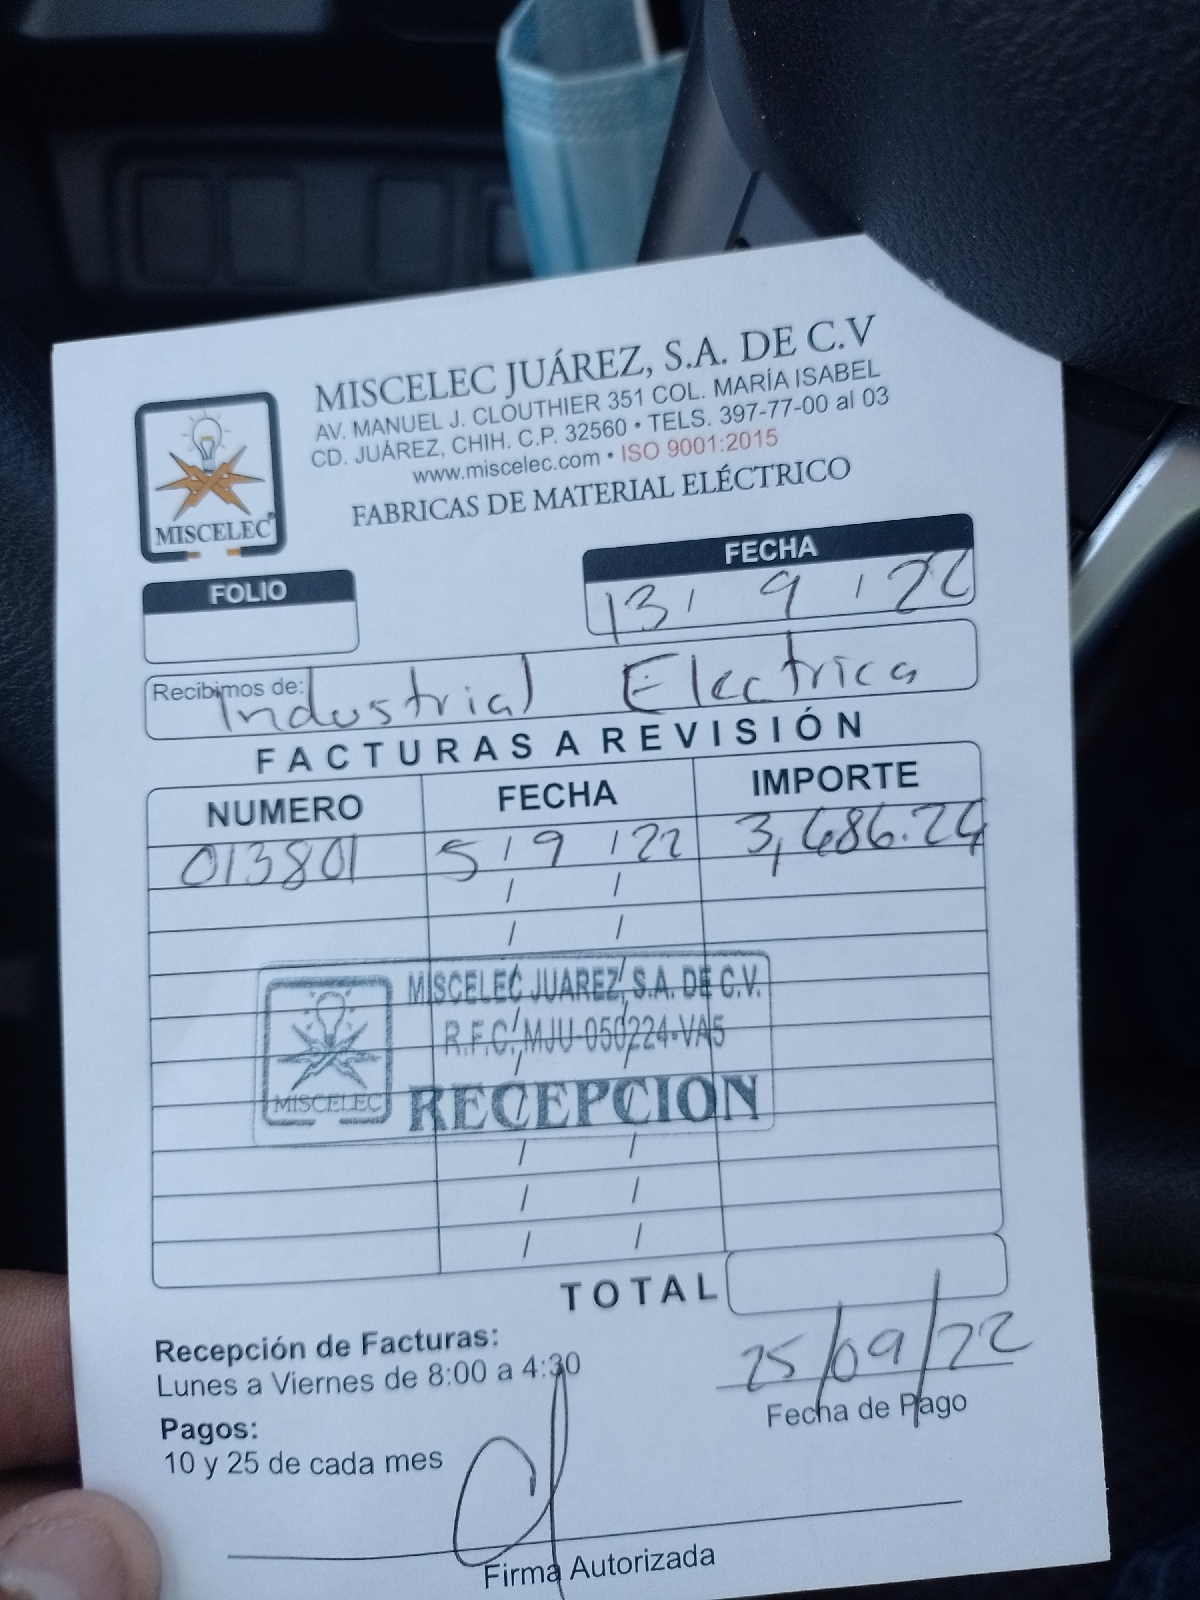 MISCELEC JUÁREZ, S.A. DE C.V
AV. MANUEL J. CLOUTHIER 351 COL. MARÍA ISABEL
CD. JUÁREZ, CHIH. C.P. 32560 • TELS. 397-77-00 al 03
www.miscelec.com • ISO 9001:2015
FABRICAS DE MATERIAL ELÉCTRICO
MISCELEC
FOLIO
FECHA
13 / 9 / 22
Recibimos de: Industrial Electrica
FACTURAS A REVISIÓN
NUMERO FECHA IMPORTE
013801 5 / 9 / 22 3,686.24
MISCELEC JUAREZ, S.A. DE C.V.
R.F.C. MJU-050224-VA5
MISCELEC RECEPCION
TOTAL
Recepción de Facturas:
Lunes a Viernes de 8:00 a 4:30
25/09/22
Fecha de Pago
Pagos:
10 y 25 de cada mes
Firma Autorizada